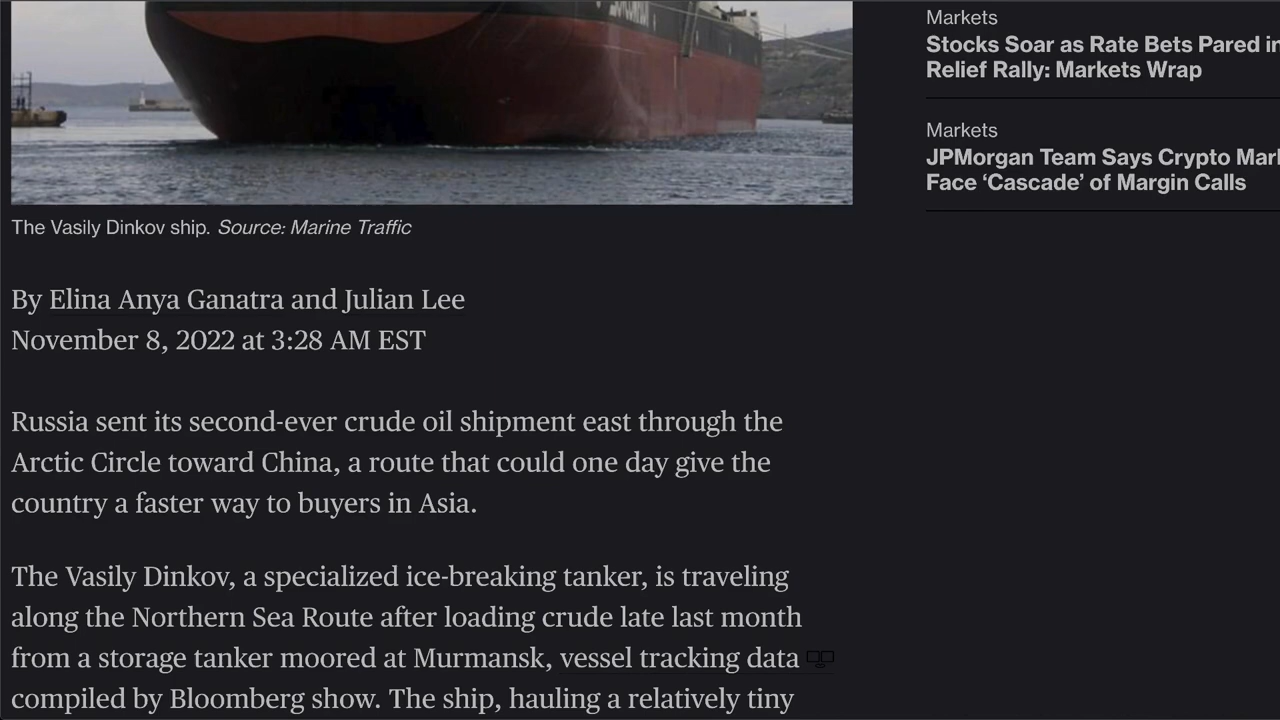 The Vasily Dinkov ship. Source: Marine Traffic
By Elina Anya Ganatra and Julian Lee
November 8, 2022 at 3:28 AM EST
Russia sent its second-ever crude oil shipment east through the
Arctic Circle toward China, a route that could one day give the
country a faster way to buyers in Asia.
The Vasily Dinkov, a specialized ice-breaking tanker, is traveling
along the Northern Sea Route after loading crude late last month
from a storage tanker moored at Murmansk, vessel tracking data
compiled by Bloomberg show. The ship, hauling a relatively tiny
Markets
Stocks Soar as Rate Bets Pared in
Relief Rally: Markets Wrap
Markets
JPMorgan Team Says Crypto
Face ‘Cascade’ of Margin Calls